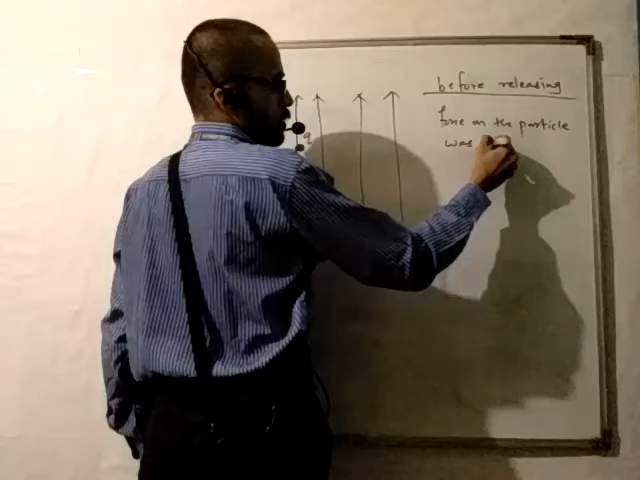 before releasing
force on the particle
was
q